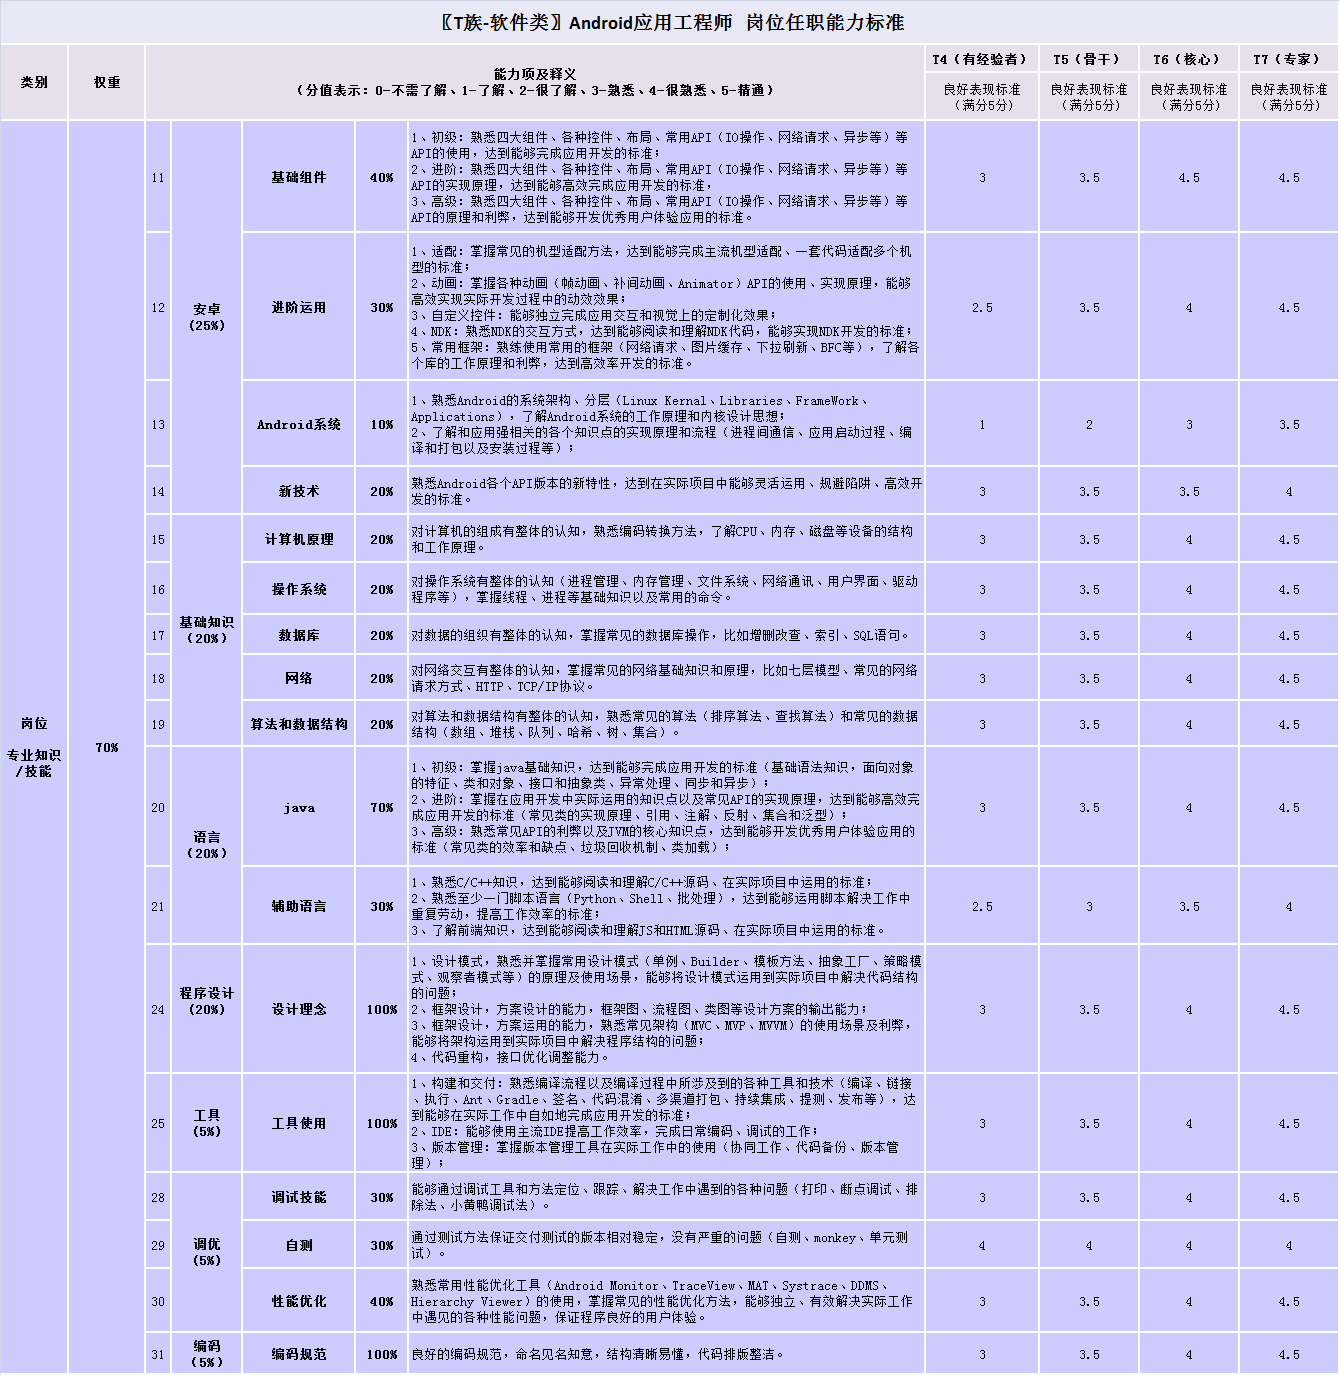 〖T族-软件类〗Android应用工程师 岗位任职能力标准
类别
权重
能力项及释义
（分值表示：0-不需了解、1-了解、2-很了解、3-熟悉、4-很熟悉、5-精通）
T4（有经验者）
T5（骨干）
T6（核心）
T7（专家）
良好表现标准
（满分5分）
良好表现标准
（满分5分）
良好表现标准
（满分5分）
良好表现标准
（满分5分）
岗位
专业知识
/技能
70%
安卓
(25%)
11
基础组件
40%
1、初级：熟悉四大组件、各种控件、布局、常用API（IO操作、网络请求、异步等）等
API的使用，达到能够完成应用开发的标准；
2、进阶：熟悉四大组件、各种控件、布局、常用API（IO操作、网络请求、异步等）等
API的实现原理，达到能够高效完成应用开发的标准，
3、高级：熟悉四大组件、各种控件、布局、常用API（IO操作、网络请求、异步等）等
API的原理和利弊，达到能够开发优秀用户体验应用的标准。
3
3.5
4.5
4.5
12
进阶运用
30%
1、适配：掌握常见的机型适配方法，达到能够完成主流机型适配、一套代码适配多个机
型的标准；
2、动画：掌握各种动画（帧动画、补间动画、Animator）API的使用、实现原理，能够
高效实现实际开发过程中的动效效果；
3、自定义控件：能够独立完成应用交互和视觉上的定制化效果；
4、NDK：熟悉NDK的交互方式，达到能够阅读和理解NDK代码，能够实现NDK开发的标准；
5、常用框架：熟练使用常用的框架（网络请求、图片缓存、下拉刷新、BFC等），了解各
个库的工作原理和利弊，达到高效率开发的标准。
2.5
3.5
4
4.5
13
Android系统
10%
1、熟悉Android的系统架构、分层（Linux Kernal、Libraries、FrameWork、
Applications），了解Android系统的工作原理和内核设计思想；
2、了解和应用强相关的各个知识点的实现原理和流程（进程间通信、应用启动过程、编
译和打包以及安装过程等）；
1
2
3
3.5
14
新技术
20%
熟悉Android各个API版本的新特性，达到在实际项目中能够灵活运用、规避陷阱、高效开
发的标准。
3
3.5
3.5
4
基础知识
(20%)
15
计算机原理
20%
对计算机的组成有整体的认知，熟悉编码转换方法，了解CPU、内存、磁盘等设备的结构
和工作原理。
3
3.5
4
4.5
16
操作系统
20%
对操作系统有整体的认知（进程管理、内存管理、文件系统、网络通讯、用户界面、驱动
程序等），掌握线程、进程等基础知识以及常用的命令。
3
3.5
4
4.5
17
数据库
20%
对数据的组织有整体的认知，掌握常见的数据库操作，比如增删改查、索引、SQL语句。
3
3.5
4
4.5
18
网络
20%
对网络交互有整体的认知，掌握常见的网络基础知识和原理，比如七层模型、常见的网络
请求方式、HTTP、TCP/IP协议。
3
3.5
4
4.5
19
算法和数据结构
20%
对算法和数据结构有整体的认知，熟悉常见的算法（排序算法、查找算法）和常见的数据
结构（数组、堆栈、队列、哈希、树、集合）。
3
3.5
4
4.5
语言
(20%)
20
java
70%
1、初级：掌握java基础知识，达到能够完成应用开发的标准（基础语法知识，面向对象
的特征、类和对象、接口和抽象类、异常处理、同步和异步）；
2、进阶：掌握在应用开发中实际运用的知识点以及常见API的实现原理，达到能够高效完
成应用开发的标准（常见类的实现原理、引用、注解、反射、集合和泛型）；
3、高级：熟悉常见API的利弊以及JVM的核心知识点，达到能够开发优秀用户体验应用的
标准（常见类的效率和缺点、垃圾回收机制、类加载）；
3
3.5
4
4.5
21
辅助语言
30%
1、熟悉C/C++知识，达到能够阅读和理解C/C++源码、在实际项目中运用的标准；
2、熟悉至少一门脚本语言（Python、Shell、批处理），达到能够运用脚本解决工作中
重复劳动，提高工作效率的标准；
3、了解前端知识，达到能够阅读和理解JS和HTML源码、在实际项目中运用的标准。
2.5
3
3.5
4
程序设计
(20%)
24
设计理念
100%
1、设计模式，熟悉并掌握常用设计模式（单例、Builder、模板方法、抽象工厂、策略模
式、观察者模式等）的原理及使用场景，能够将设计模式运用到实际项目中解决代码结构
的问题；
2、框架设计，方案设计的能力，框架图、流程图、类图等设计方案的输出能力；
3、框架设计，方案运用的能力，熟悉常见架构（MVC、MVP、MVVM）的使用场景及利弊，
能够将架构运用到实际项目中解决程序结构的问题；
4、代码重构，接口优化调整能力。
3
3.5
4
4.5
工具
(5%)
25
工具使用
100%
1、构建和交付：熟悉编译流程以及编译过程中所涉及到的各种工具和技术（编译、链接
、执行、Ant、Gradle、签名、代码混淆、多渠道打包、持续集成、提测、发布等），达
到能够在实际工作中自如地完成应用开发的标准；
2、IDE：能够使用主流IDE提高工作效率，完成日常编码、调试的工作；
3、版本管理：掌握版本管理工具在实际工作中的使用（协同工作、代码备份、版本管
理）；
3
3.5
4
4.5
调优
(5%)
28
调试技能
30%
能够通过调试工具和方法定位、跟踪、解决工作中遇到的各种问题（打印、断点调试、排
除法、小黄鸭调试法）。
3
3.5
4
4.5
29
自测
30%
通过测试方法保证交付测试的版本相对稳定，没有严重的问题（自测、monkey、单元测
试）。
4
4
4
4
30
性能优化
40%
熟悉常用性能优化工具（Android Monitor、TraceView、MAT、Systrace、DDMS、
Hierarchy Viewer）的使用，掌握常见的性能优化方法，能够独立、有效解决实际工作
中遇见的各种性能问题，保证程序良好的用户体验。
3
3.5
4
4.5
编码
(5%)
31
编码规范
100%
良好的编码规范，命名见名知意，结构清晰易懂，代码排版整洁。
3
3.5
4
4.5